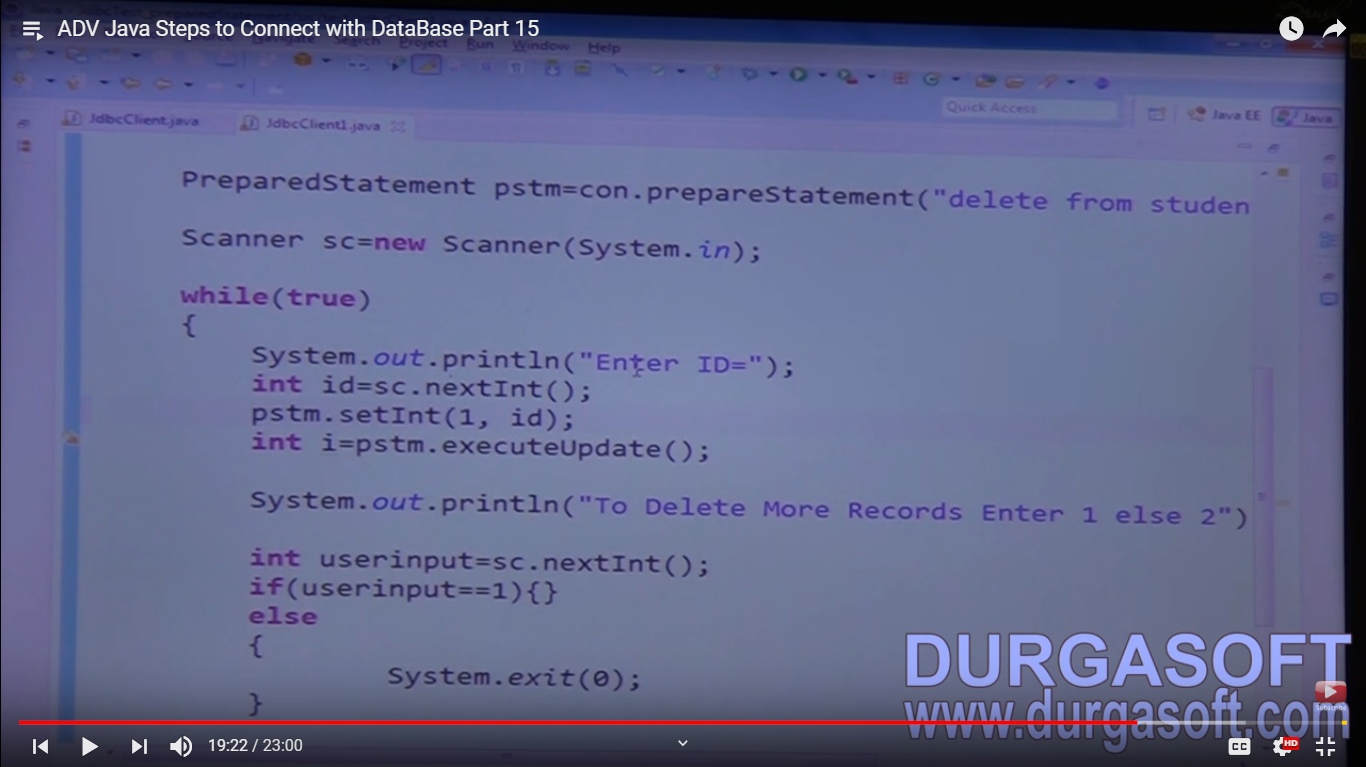 ADV Java Steps to Connect with DataBase Part 15
Search Project Run Window Help
Quick Access
Java EE
Java
JdbcClient.java
JdbcClient1.java
PreparedStatement pstm=con.prepareStatement("delete from studen
Scanner sc=new Scanner(System.in);
while(true)
{
System.out.println("Enter ID=");
int id=sc.nextInt();
pstm.setInt(1, id);
int i=pstm.executeUpdate();
System.out.println("To Delete More Records Enter 1 else 2")
int userinput=sc.nextInt();
if(userinput==1){}
else
{
System.exit(0);
}
DURGASOFT
www.durgasoft.com
Subscribe
19:22 / 23:00
CC
HD